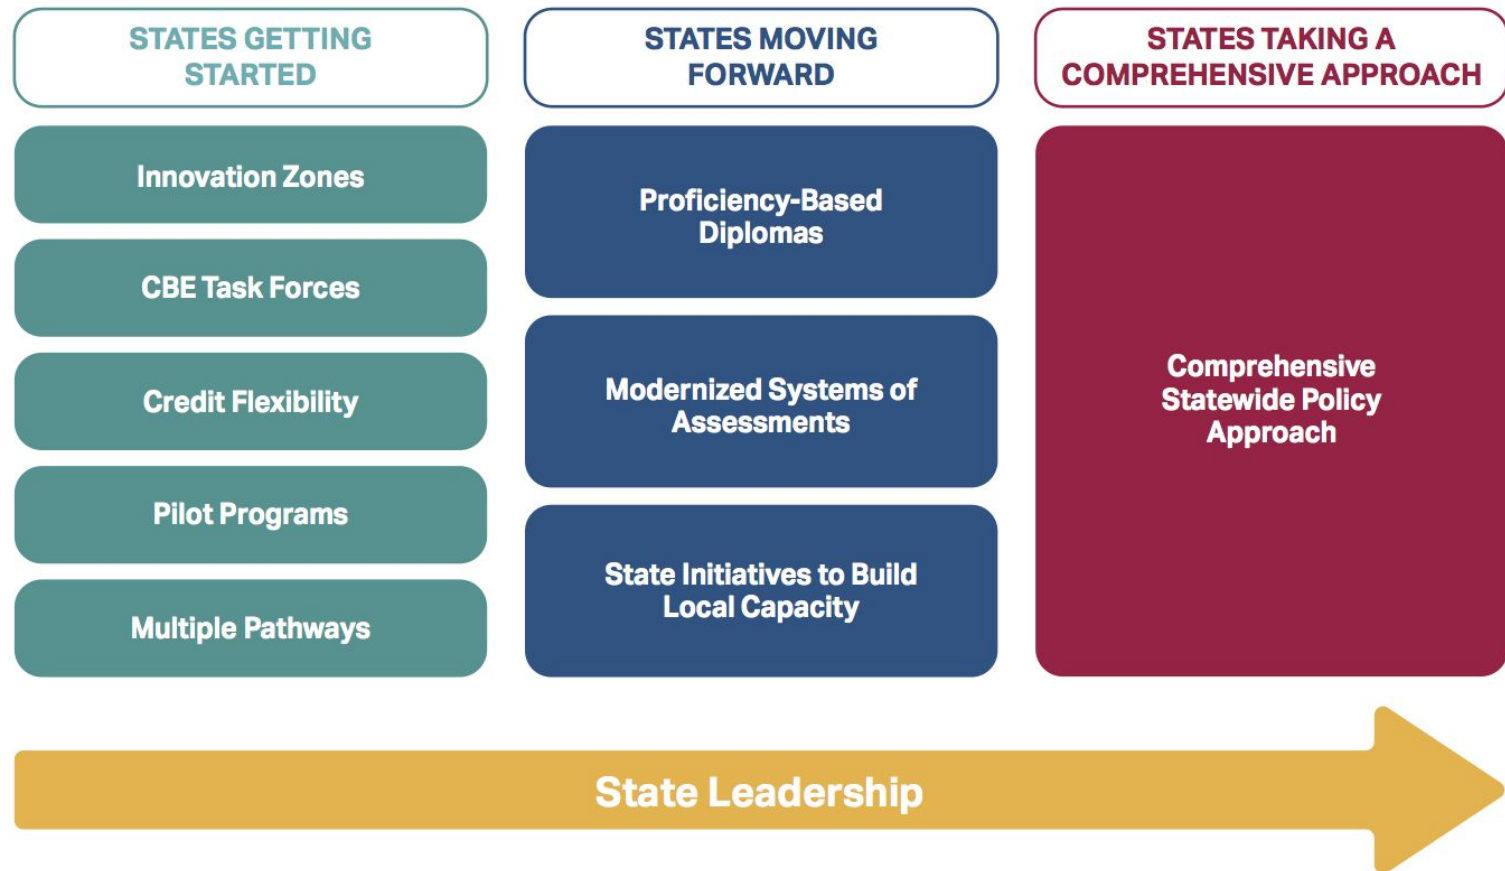 STATES GETTING
STARTED
Innovation Zones
CBE Task Forces
Credit Flexibility
Pilot Programs
Multiple Pathways
STATES MOVING
FORWARD
Proficiency-Based
Diplomas
Modernized Systems of
Assessments
State Initiatives to Build
Local Capacity
STATES TAKING A
COMPREHENSIVE APPROACH
Comprehensive
Statewide Policy
Approach
State Leadership